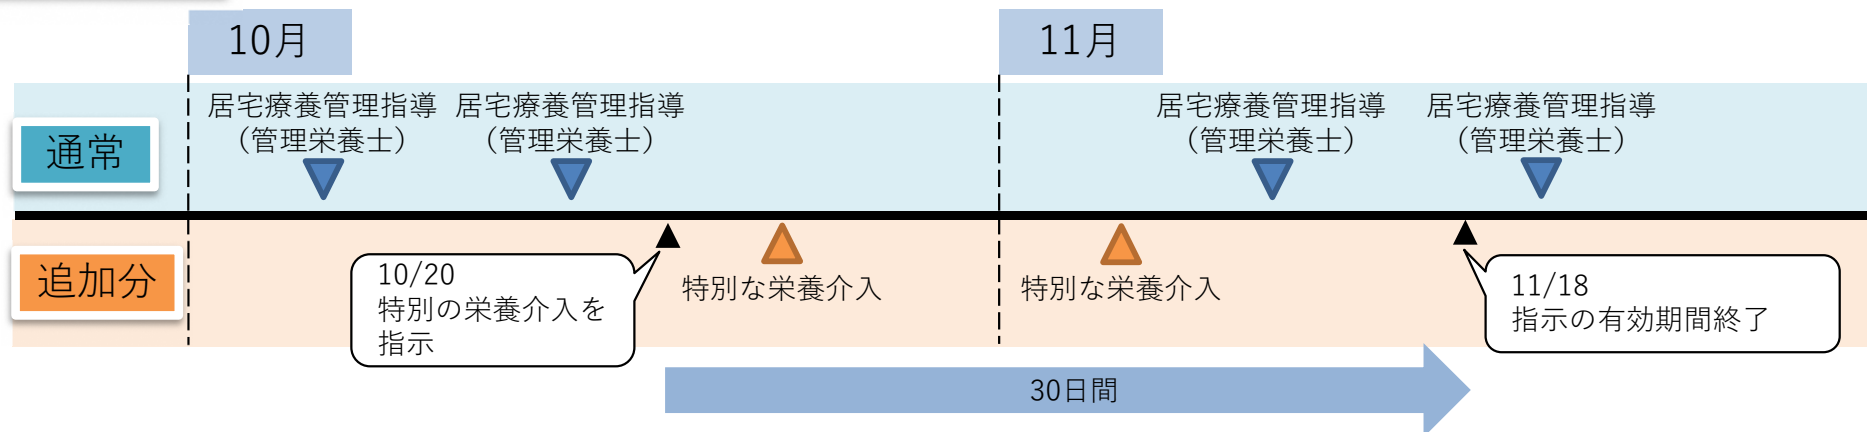 10月
11月
通常
居宅療養管理指導
（管理栄養士）
居宅療養管理指導
（管理栄養士）
居宅療養管理指導
（管理栄養士）
居宅療養管理指導
（管理栄養士）
追加分
10/20
特別の栄養介入を
指示
特別な栄養介入
特別な栄養介入
11/18
指示の有効期間終了
30日間